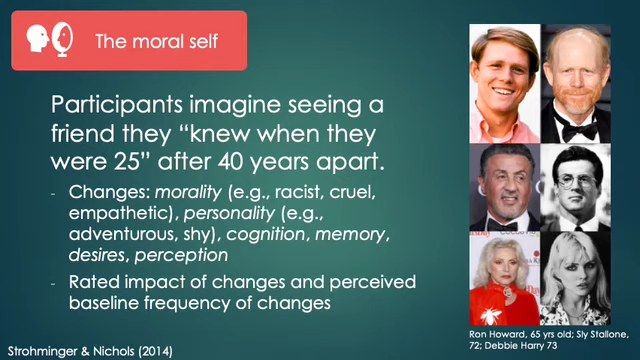 The moral self
Participants imagine seeing a
friend they “knew when they
were 25” after 40 years apart.
- Changes: morality (e.g., racist, cruel,
empathetic), personality (e.g.,
adventurous, shy), cognition, memory,
desires, perception
- Rated impact of changes and perceived
baseline frequency of changes
Ron Howard, 65 yrs old; Sly Stallone,
72; Debbie Harry 73
Strohminger & Nichols (2014)